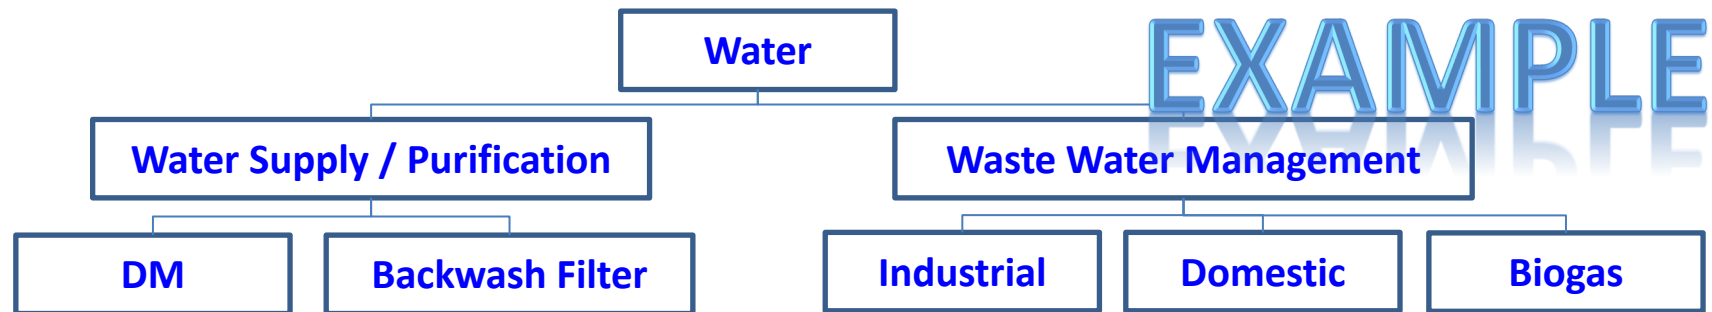 Water
EXAMPLE
Water Supply / Purification
Waste Water Management
DM
Backwash Filter
Industrial
Domestic
Biogas